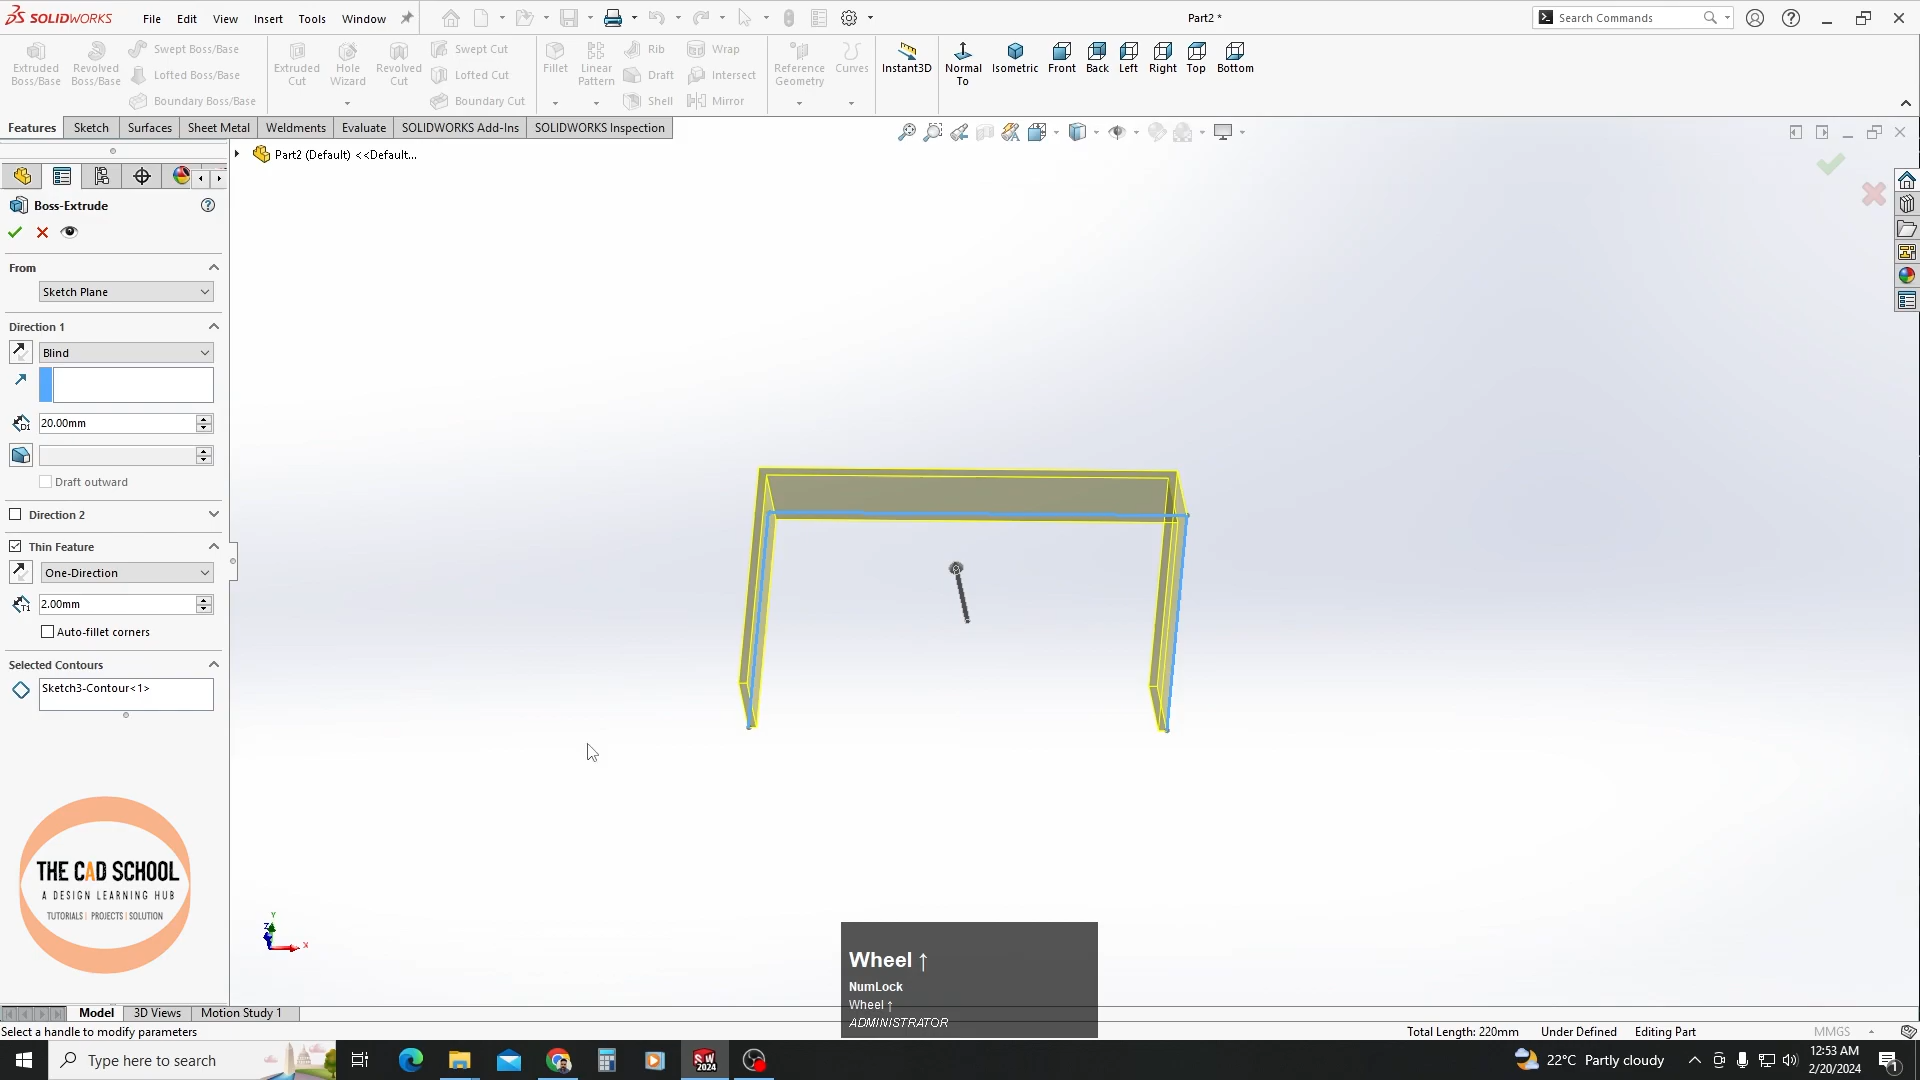 SOLIDWORKS File Edit View Insert Tools Window Part2 * Search Commands
Extruded Boss/Base Revolved Boss/Base Swept Boss/Base Lofted Boss/Base Boundary Boss/Base
Extruded Cut Hole Wizard Revolved Cut Swept Cut Lofted Cut Boundary Cut
Fillet Linear Pattern Rib Draft Shell Wrap Intersect Mirror
Reference Geometry Curves Instant3D Normal To Isometric Front Back Left Right Top Bottom
Features Sketch Surfaces Sheet Metal Weldments Evaluate SOLIDWORKS Add-Ins SOLIDWORKS Inspection
Part2 (Default) <<Default...
Boss-Extrude
From
Sketch Plane
Direction 1
Blind
D1 20.00mm
Draft outward
Direction 2
Thin Feature
One-Direction
T1 2.00mm
Auto-fillet corners
Selected Contours
Sketch3-Contour<1>
THE CAD SCHOOL
A DESIGN LEARNING HUB
TUTORIALS | PROJECTS | SOLUTION
Y
Z
X
Wheel ↑
NumLock
Wheel ↑
ADMINISTRATOR
Model 3D Views Motion Study 1
Select a handle to modify parameters Total Length: 220mm Under Defined Editing Part MMGS
Type here to search SW 2024 22°C Partly cloudy 12:53 AM
2/20/2024 1